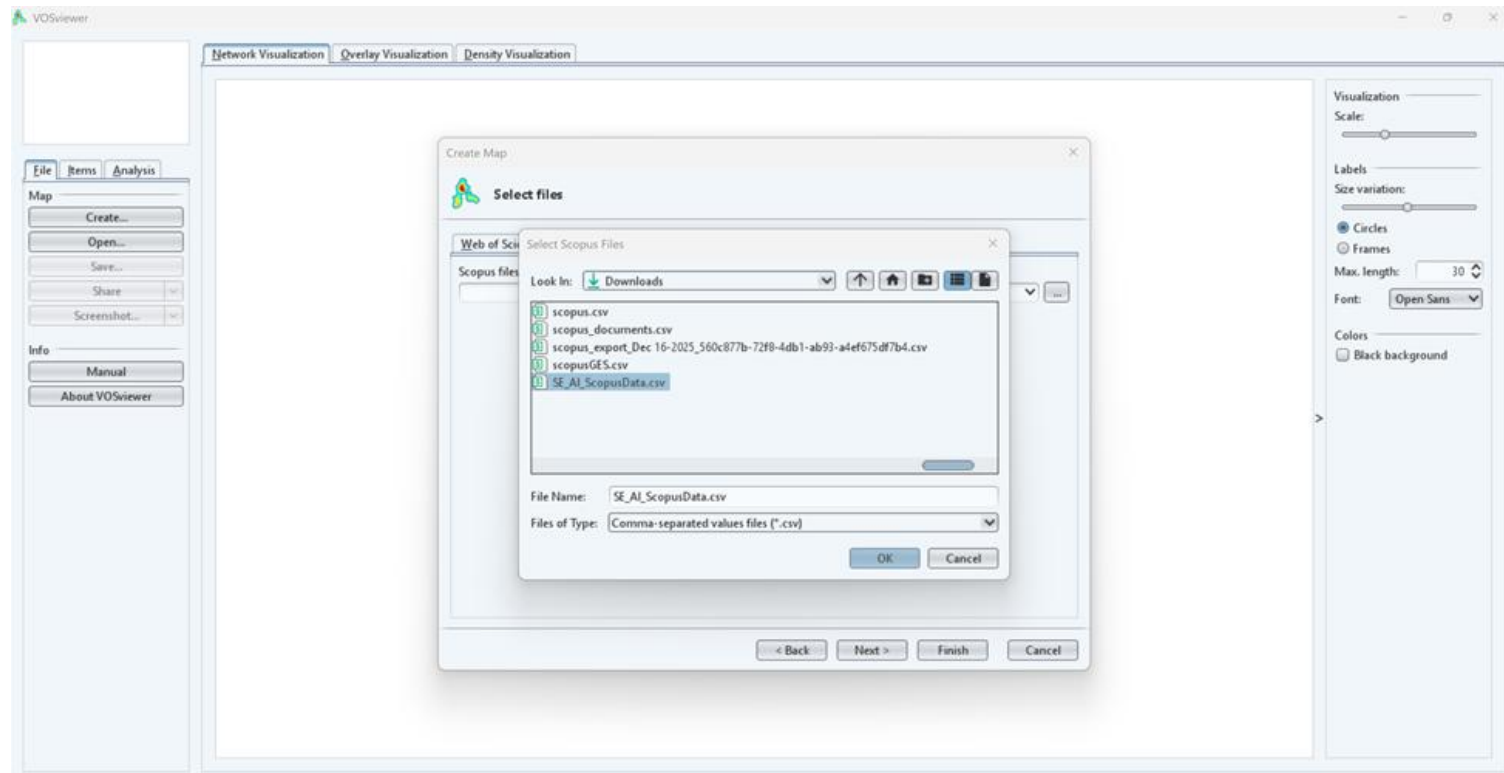 VOSviewer
Network Visualization Overlay Visualization Density Visualization
File Items Analysis
Map
Create...
Open...
Save...
Share
Screenshot...
Info
Manual
About VOSviewer
Create Map
Select files
Web of Sci
Scopus files
Select Scopus Files
Look In: Downloads
scopus.csv
scopus_documents.csv
scopus_export_Dec 16-2025_560c877b-72f8-4db1-ab93-a4ef675df7b4.csv
scopusGES.csv
SE_AI_ScopusData.csv
File Name: SE_AI_ScopusData.csv
Files of Type: Comma-separated values files (*.csv)
OK Cancel
...
< Back Next > Finish Cancel
>
Visualization
Scale:
Labels
Size variation:
Circles
Frames
Max. length: 30
Font: Open Sans
Colors
Black background